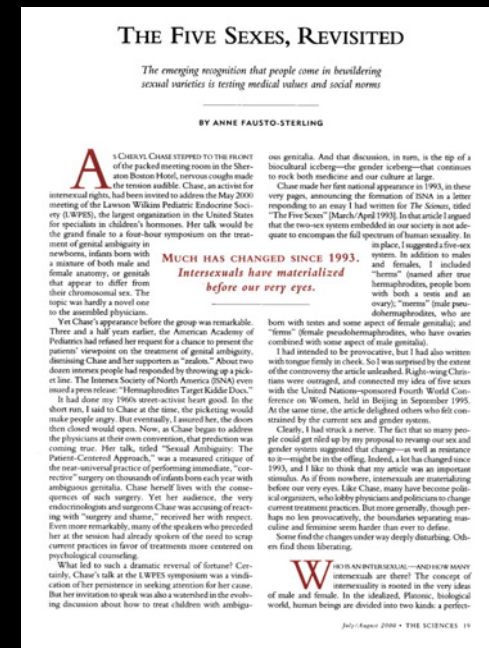 THE FIVE SEXES, REVISITED
The emerging recognition that people come in bewildering
sexual varieties is testing medical values and social norms
BY ANNE FAUSTO-STERLING
AS CHERYL CHASE STEPPED TO THE FRONT
of the packed meeting room in the Sher-
aton Boston Hotel, nervous coughs made
the tension audible. Chase, an activist for
intersexual rights, had been invited to address the May 2000
meeting of the Lawson Wilkins Pediatric Endocrine Soci-
ety (LWPES), the largest organization in the United States
for specialists in children's hormones. Her talk would be
the grand finale to a four-hour symposium on the treat-
ment of genital ambiguity in
newborns, infants born with
a mixture of both male and
female anatomy, or genitals
that appear to differ from
their chromosomal sex. The
topic was hardly a novel one
to the assembled physicians.
Yet Chase's appearance before the group was remarkable.
Three and a half years earlier, the American Academy of
Pediatrics had refused her request for a chance to present the
patients' viewpoint on the treatment of genital ambiguity,
dismissing Chase and her supporters as "zealots." About two
dozen intersex people had responded by throwing up a pick-
et line. The Intersex Society of North America (ISNA) even
issued a press release: "Hermaphrodites Target Kiddie Docs."
It had done my 1960s street-activist heart good. In the
short run, I said to Chase at the time, the picketing would
make people angry. But eventually, I assured her, the doors
then closed would open. Now, as Chase began to address
the physicians at their own convention, that prediction was
coming true. Her talk, titled "Sexual Ambiguity: The
Patient-Centered Approach," was a measured critique of
the near-universal practice of performing immediate, "cor-
rective" surgery on thousands of infants born each year with
ambiguous genitalia. Chase herself lives with the conse-
quences of such surgery. Yet her audience, the very
endocrinologists and surgeons Chase was accusing of react-
ing with "surgery and shame," received her with respect.
Even more remarkably, many of the speakers who preceded
her at the session had already spoken of the need to scrap
current practices in favor of treatments more centered on
psychological counseling.
What led to such a dramatic reversal of fortune? Cer-
tainly, Chase's talk at the LWPES symposium was a vindi-
cation of her persistence in seeking attention for her cause.
But her invitation to speak was also a watershed in the evolv-
ing discussion about how to treat children with ambigu-
MUCH HAS CHANGED SINCE 1993.
Intersexuals have materialized
before our very eyes.
ous genitalia. And that discussion, in turn, is the tip of a
biocultural iceberg—the gender iceberg—that continues
to rock both medicine and our culture at large.
Chase made her first national appearance in 1993, in these
very pages, announcing the formation of ISNA in a letter
responding to an essay I had written for The Sciences, titled
"The Five Sexes" [March/April 1993]. In that article I argued
that the two-sex system embedded in our society is not ade-
quate to encompass the full spectrum of human sexuality. In
its place, I suggested a five-sex
system. In addition to males
and females, I included
"herms" (named after true
hermaphrodites, people born
with both a testis and an
ovary); "merms" (male pseu-
dohermaphrodites, who are
born with testes and some aspect of female genitalia); and
"ferms" (female pseudohermaphrodites, who have ovaries
combined with some aspect of male genitalia).
I had intended to be provocative, but I had also written
with tongue firmly in cheek. So I was surprised by the extent
of the controversy the article unleashed. Right-wing Chris-
tians were outraged, and connected my idea of five sexes
with the United Nations-sponsored Fourth World Con-
ference on Women, held in Beijing in September 1995.
At the same time, the article delighted others who felt con-
strained by the current sex and gender system.
Clearly, I had struck a nerve. The fact that so many peo-
ple could get riled up by my proposal to revamp our sex and
gender system suggested that change—as well as resistance
to it—might be in the offing. Indeed, a lot has changed since
1993, and I like to think that my article was an important
stimulus. As if from nowhere, intersexuals are materializing
before our very eyes. Like Chase, many have become polit-
ical organizers, who lobby physicians and politicians to change
current treatment practices. But more generally, though per-
haps no less provocatively, the boundaries separating mas-
culine and feminine seem harder than ever to define.
Some find the changes under way deeply disturbing. Oth-
ers find them liberating.
WHO IS AN INTERSEXUAL—AND HOW MANY
intersexuals are there? The concept of
intersexuality is rooted in the very ideas
of male and female. In the idealized, Platonic, biological
world, human beings are divided into two kinds: a perfect-
July/August 2000 • THE SCIENCES 19